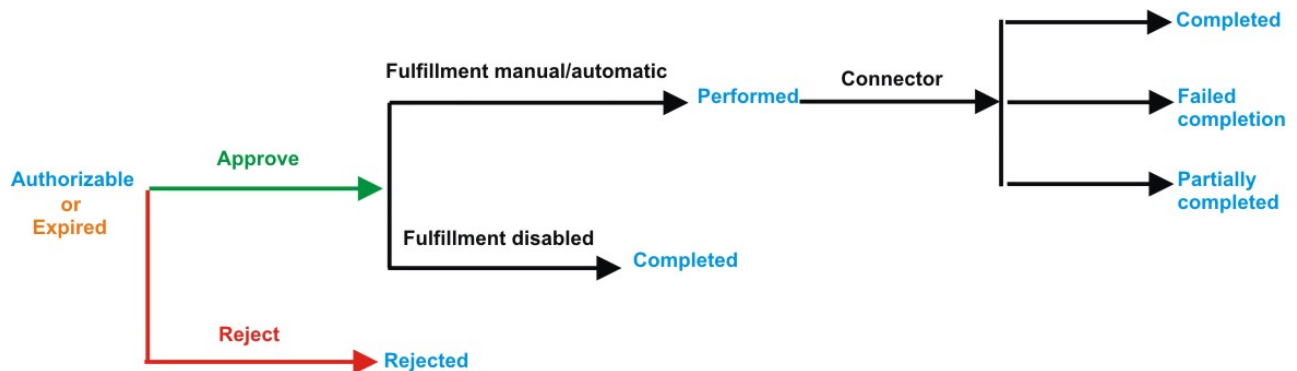 Completed
Fulfillment manual/automatic
Connector
Performed
Failed
completion
Approve
Authorizable
or
Expired
Partially
completed
Fulfillment disabled
Completed
Reject
Rejected